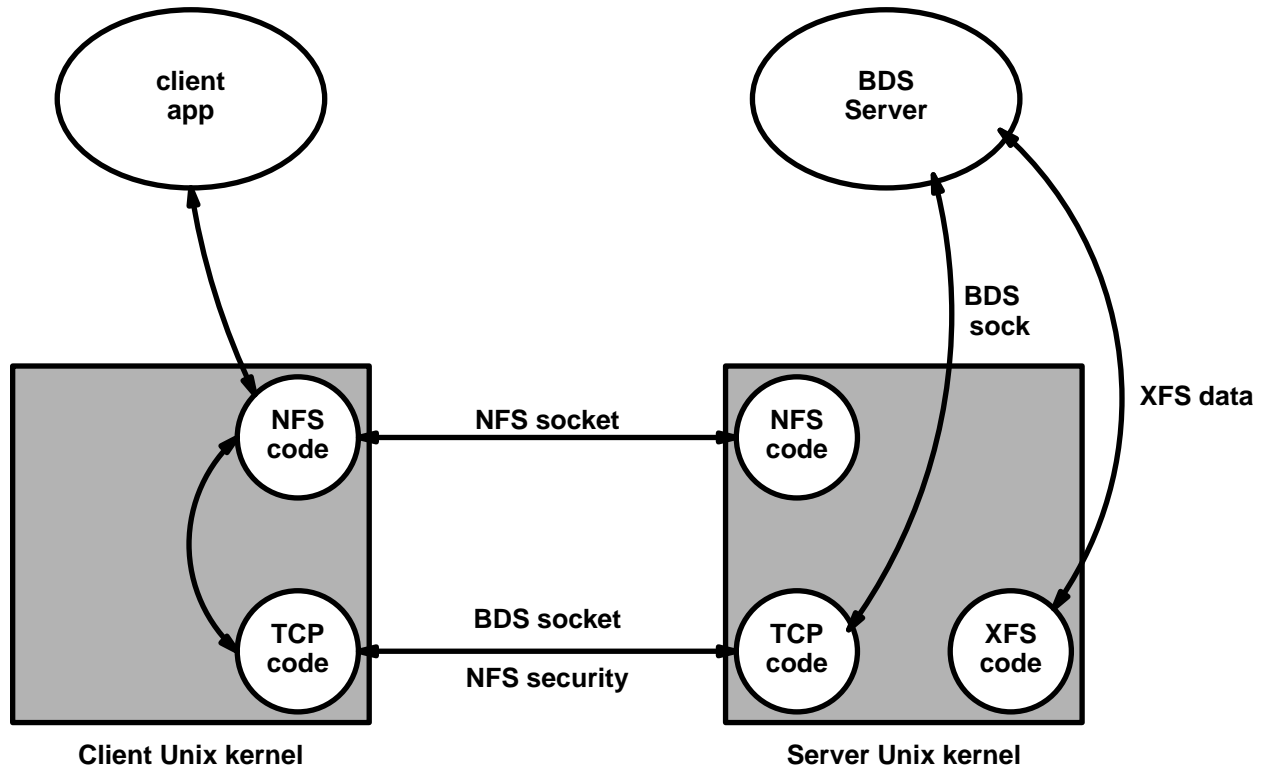 client
app
BDS
Server
BDS
sock
XFS data
NFS
code
NFS socket
NFS
code
TCP
code
BDS socket
NFS security
TCP
code
XFS
code
Client Unix kernel
Server Unix kernel